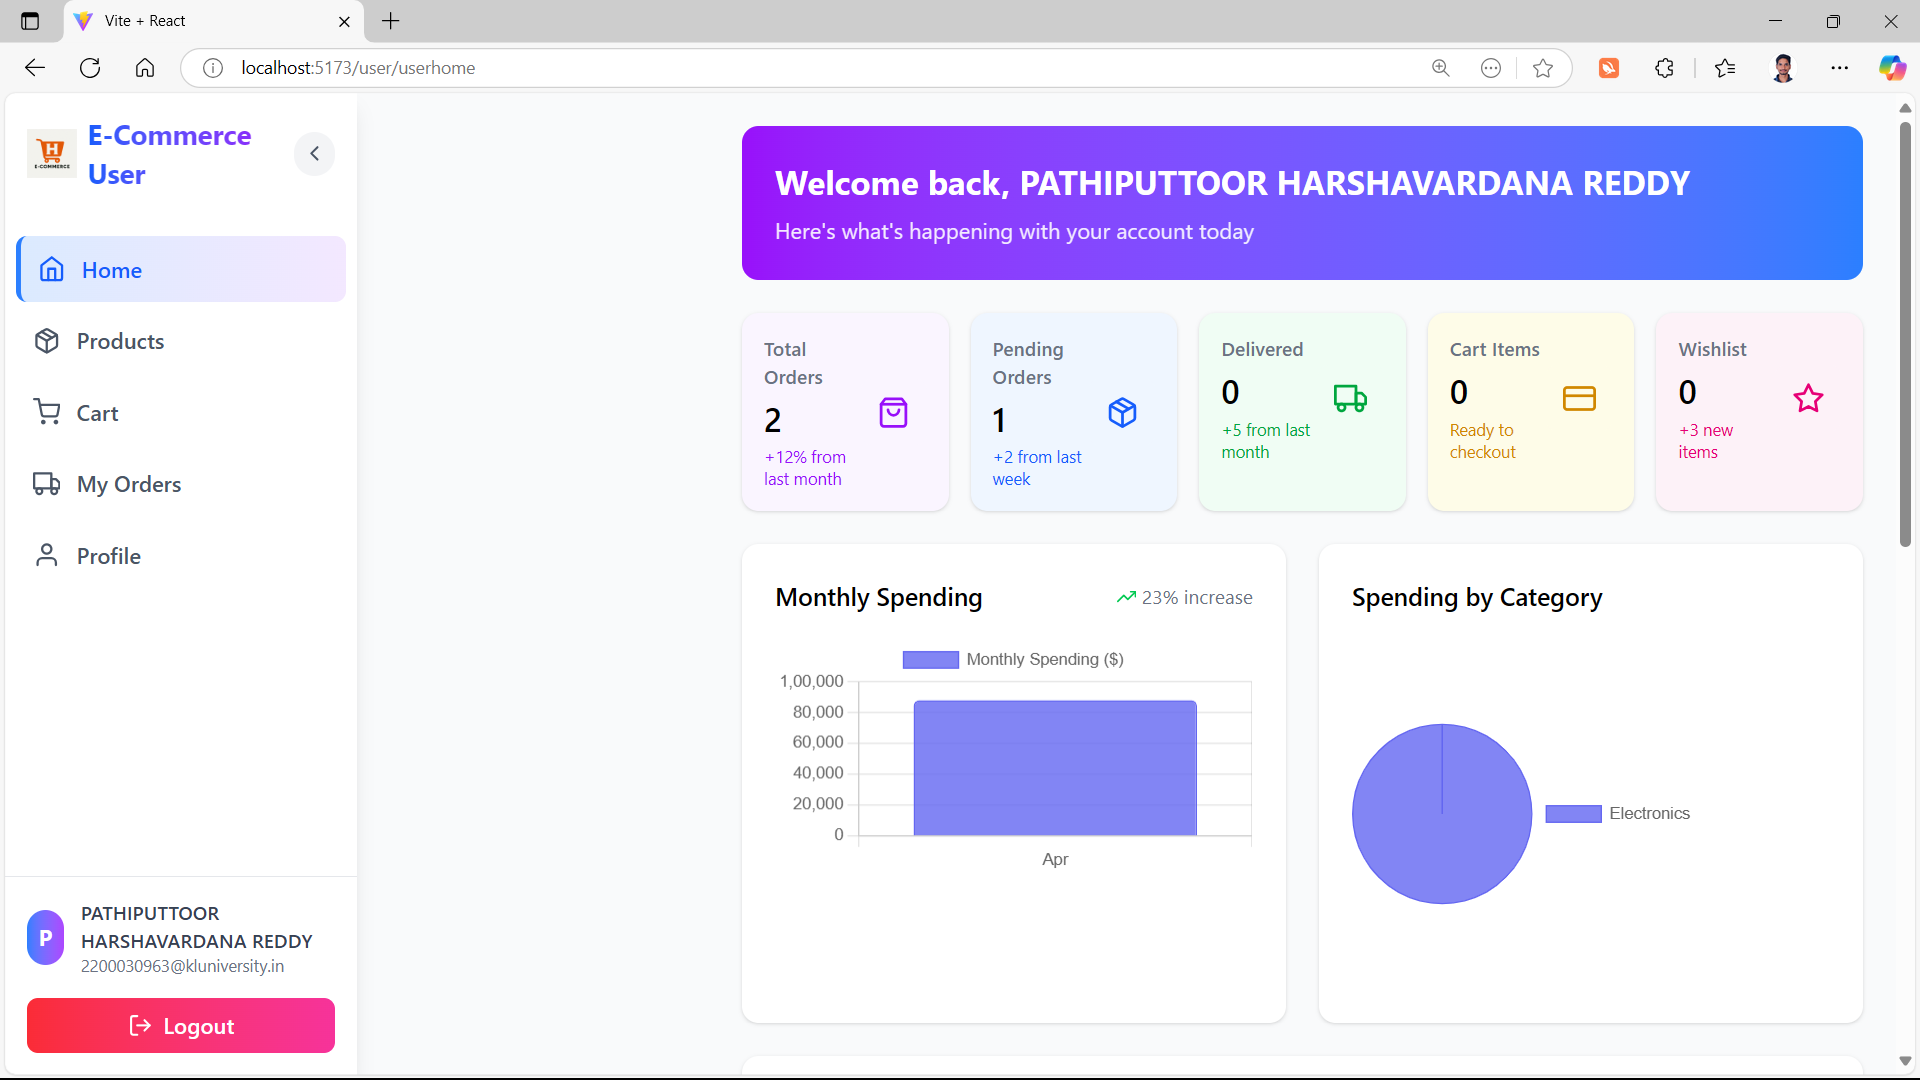 Vite + React
localhost:5173/user/userhome
E-Commerce
User
H
E-COMMERCE
Home
Products
Cart
My Orders
Profile
P
PATHIPUTTOOR
HARSHAVARDANA REDDY
2200030963@kluniversity.in
Logout
Welcome back, PATHIPUTTOOR HARSHAVARDANA REDDY
Here's what's happening with your account today
Total
Orders
2
+12% from
last month
Pending
Orders
1
+2 from last
week
Delivered
0
+5 from last
month
Cart Items
0
Ready to
checkout
Wishlist
0
+3 new
items
Monthly Spending
23% increase
Monthly Spending ($)
1,00,000
80,000
60,000
40,000
20,000
0
Apr
Spending by Category
Electronics